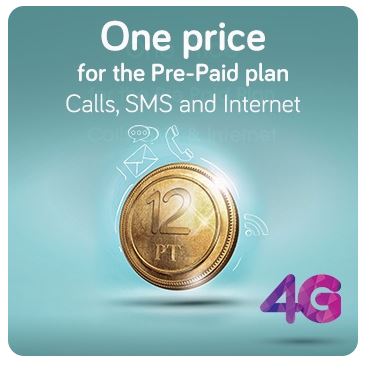 One price
for the Pre-Paid plan
Calls, SMS and Internet
12
PT
4G